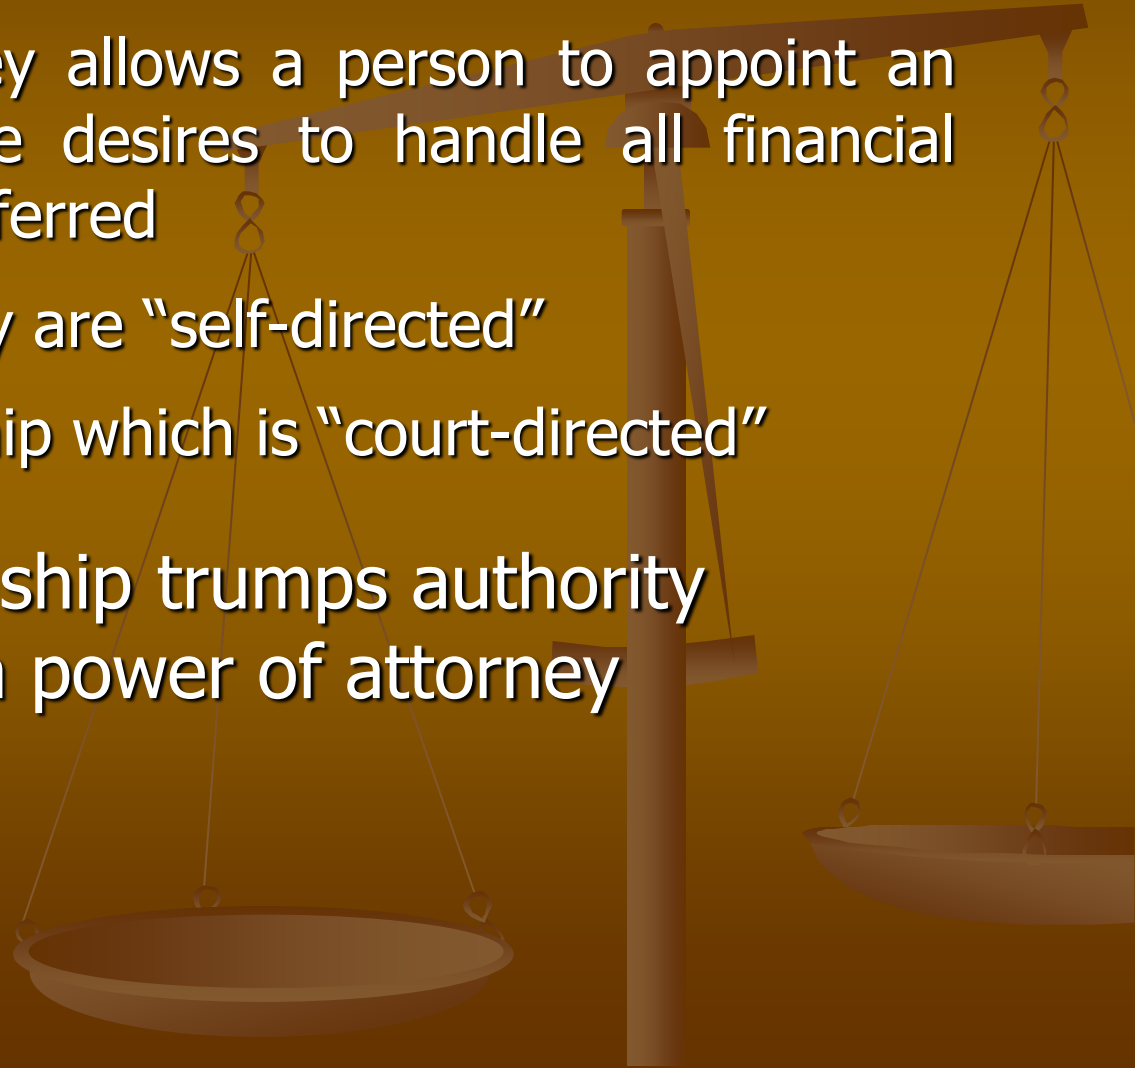 ey allows a person to appoint an
e desires to handle all financial
ferred
y are “self-directed”
ip which is “court-directed”
ship trumps authority
power of attorney